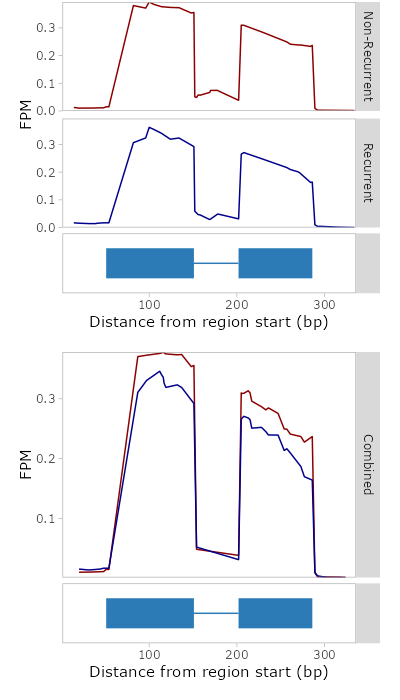 FPM
0.3
0.2
0.1
0.0
Non-Recurrent
0.3
0.2
0.1
0.0
Recurrent
100 200 300
Distance from region start (bp)
FPM
0.3
0.2
0.1
Combined
100 200 300
Distance from region start (bp)